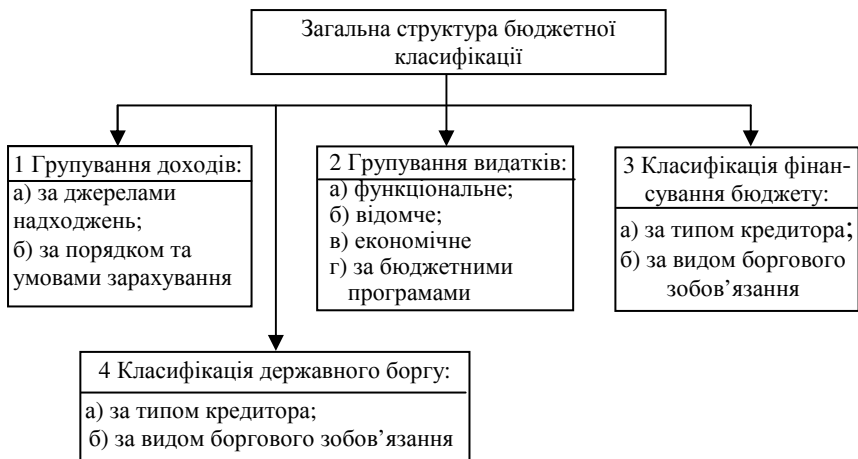 Загальна структура бюджетної
класифікації
1 Групування доходів:
а) за джерелами
надходжень;
б) за порядком та
умовами зарахування
2 Групування видатків:
а) функціональне;
б) відомче;
в) економічне
г) за бюджетними
програмами
3 Класифікація фінан-
сування бюджету:
а) за типом кредитора;
б) за видом боргового
зобов’язання
4 Класифікація державного боргу:
а) за типом кредитора;
б) за видом боргового зобов’язання